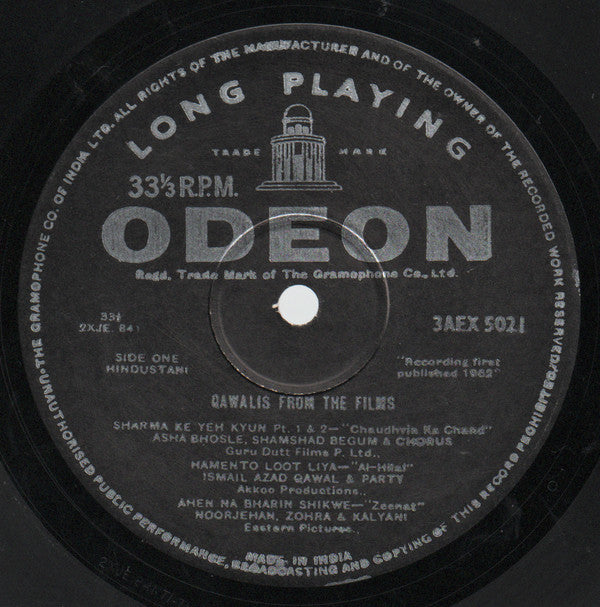 THE GRAMOPHONE CO. OF INDIA LTD. ALL RIGHTS OF THE MANUFACTURER AND OF THE OWNER OF THE RECORDED WORK RESERVED
UNAUTHORISED PUBLIC PERFORMANCE, BROADCASTING AND COPYING OF THIS RECORD PROHIBITED
LONG PLAYING
TRADE MARK
33⅓ R.P.M.
ODEON
Regd. Trade Mark of The Gramophone Co., Ltd.
33⅓
2XJE. 841
3AEX 5021
SIDE ONE
HINDUSTANI
"Recording first
published 1962"
QAWALIS FROM THE FILMS
SHARMA KE YEH KYUN Pt. 1 & 2—"Chaudhvin Ka Chand"
ASHA BHOSLE, SHAMSHAD BEGUM & CHORUS
Guru Dutt Films P. Ltd..
HAMENTO LOOT LIYA—"Al-Hilal"
ISMAIL AZAD QAWAL & PARTY
Akkoo Productions..
AHEN NA BHARIN SHIKWE—"Zeenat"
NOORJEHAN, ZOHRA & KALYANI
Eastern Pictures.
MADE IN INDIA